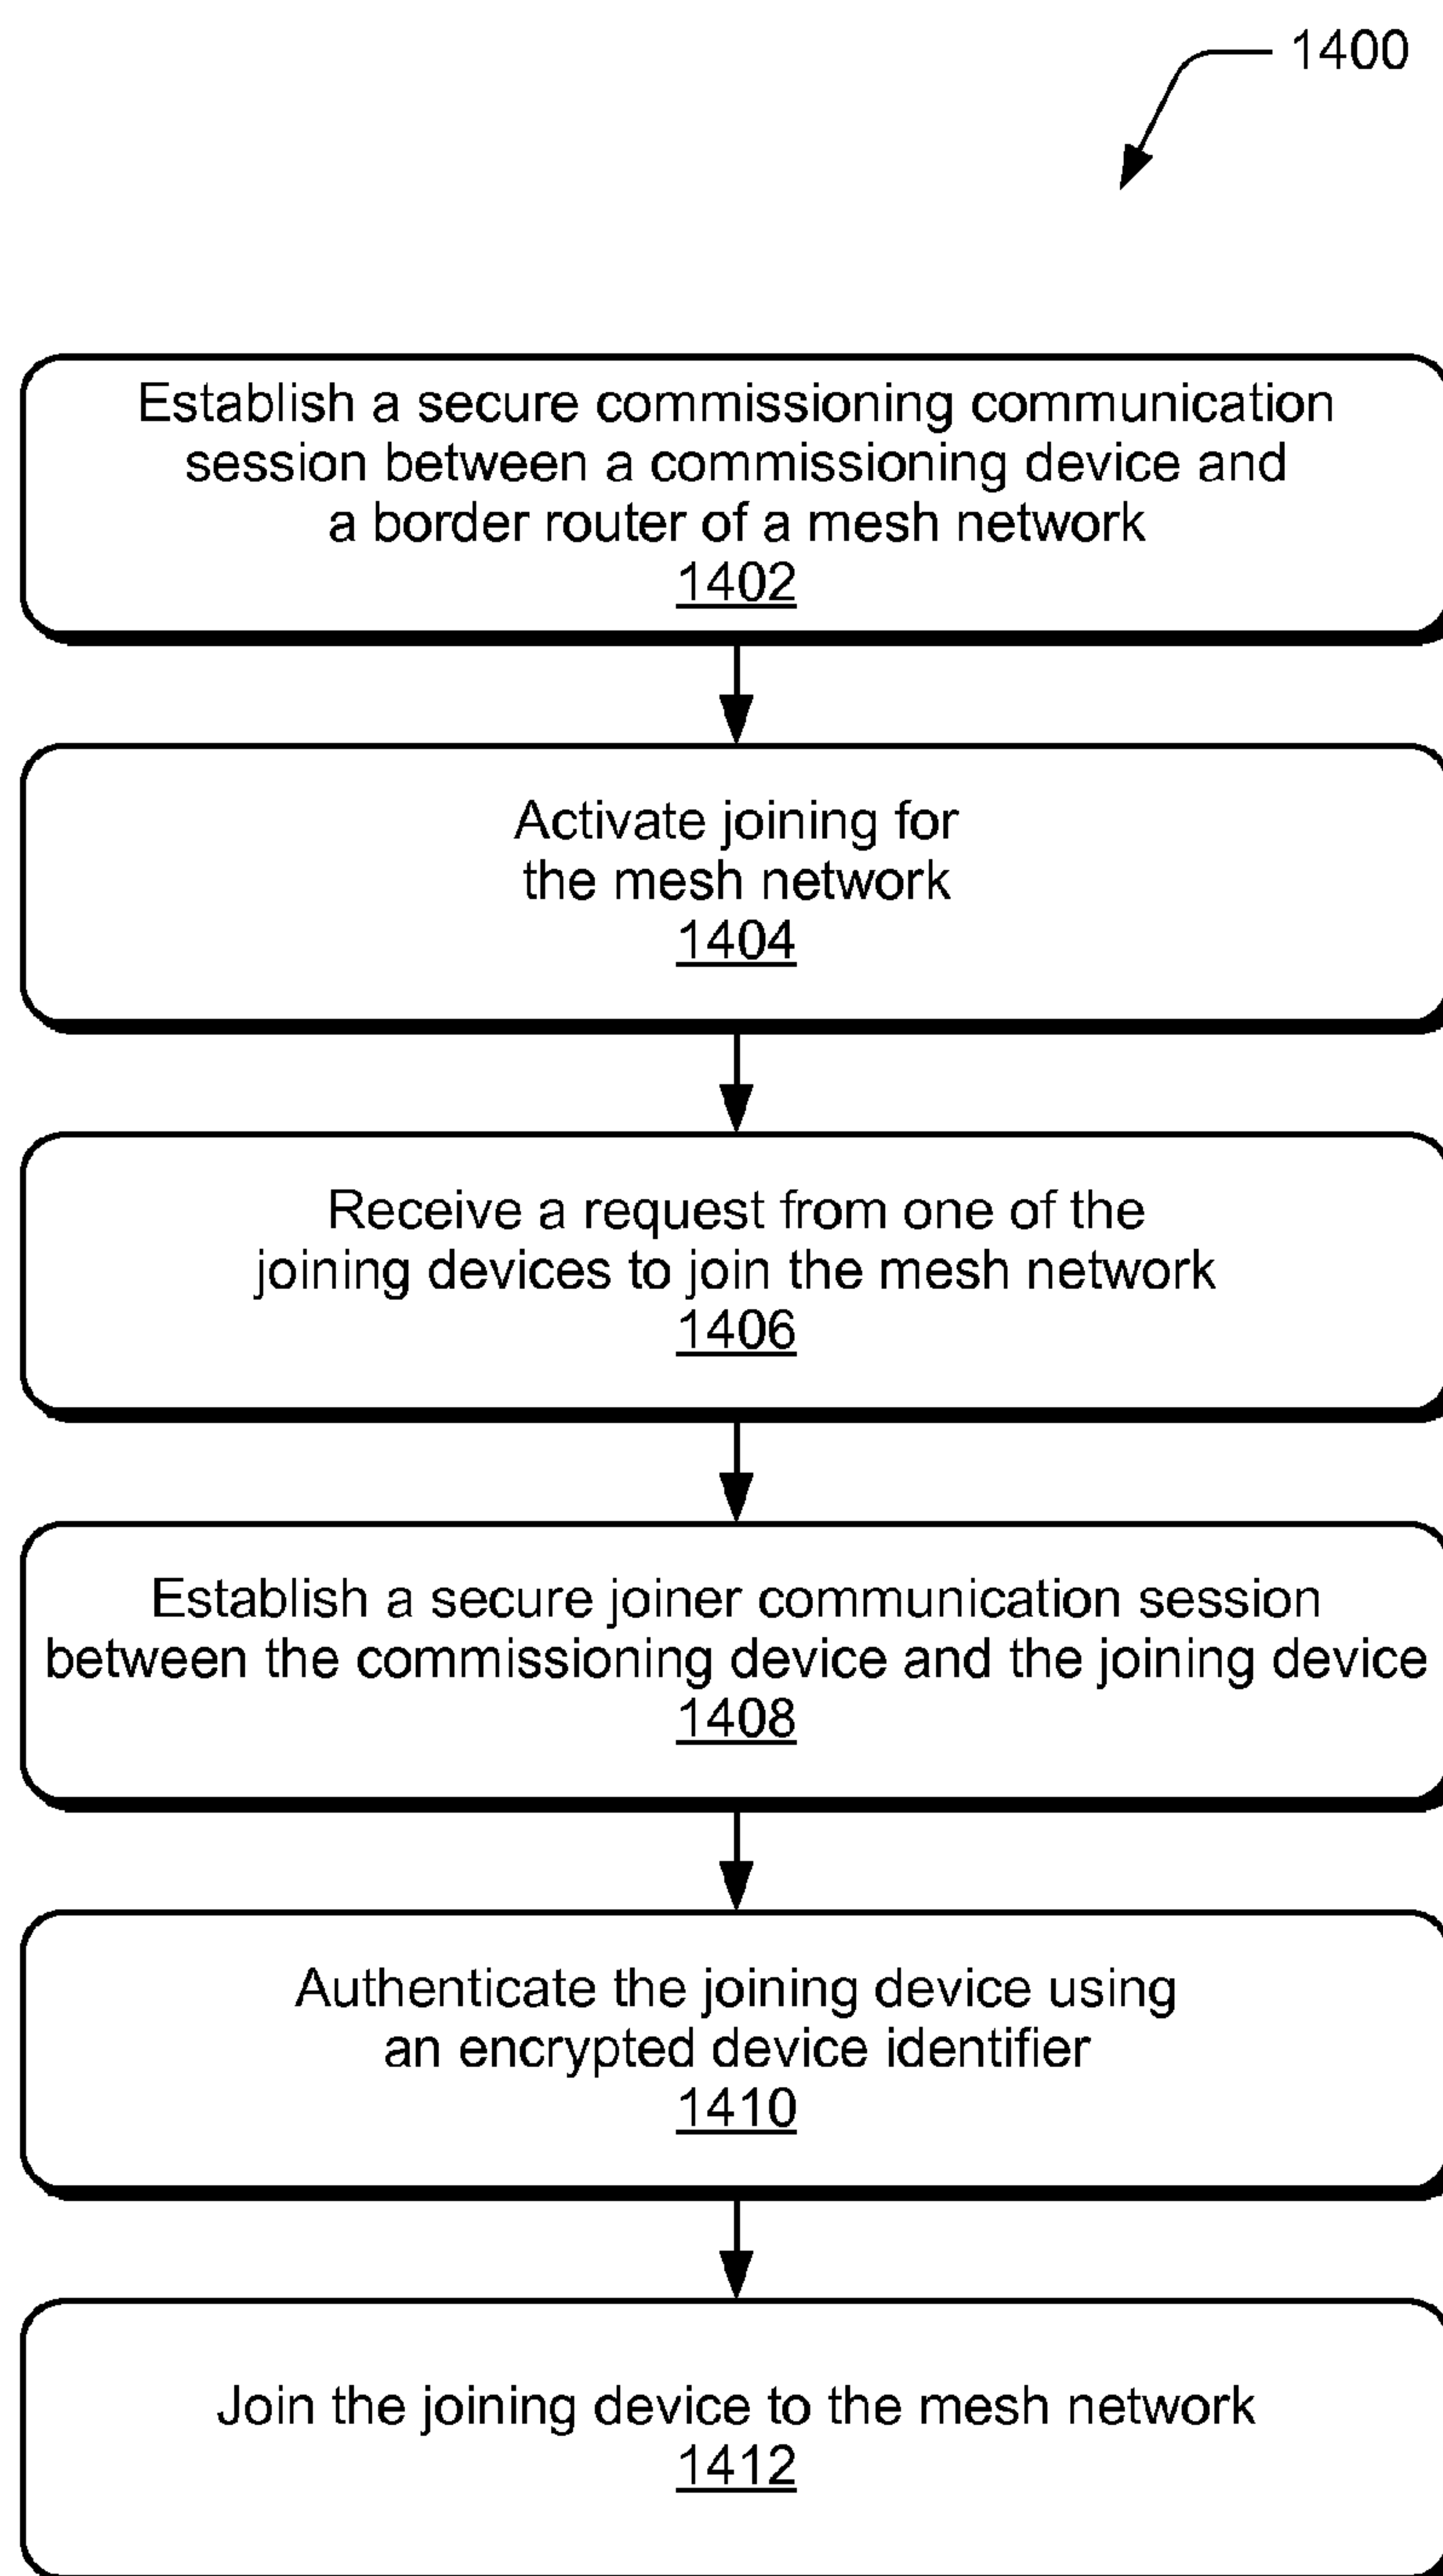 1400
Establish a secure commissioning communication
session between a commissioning device and
a border router of a mesh network
1402
Activate joining for
the mesh network
1404
Receive a request from one of the
joining devices to join the mesh network
1406
Establish a secure joiner communication session
between the commissioning device and the joining device
1408
Authenticate the joining device using
an encrypted device identifier
1410
Join the joining device to the mesh network
1412